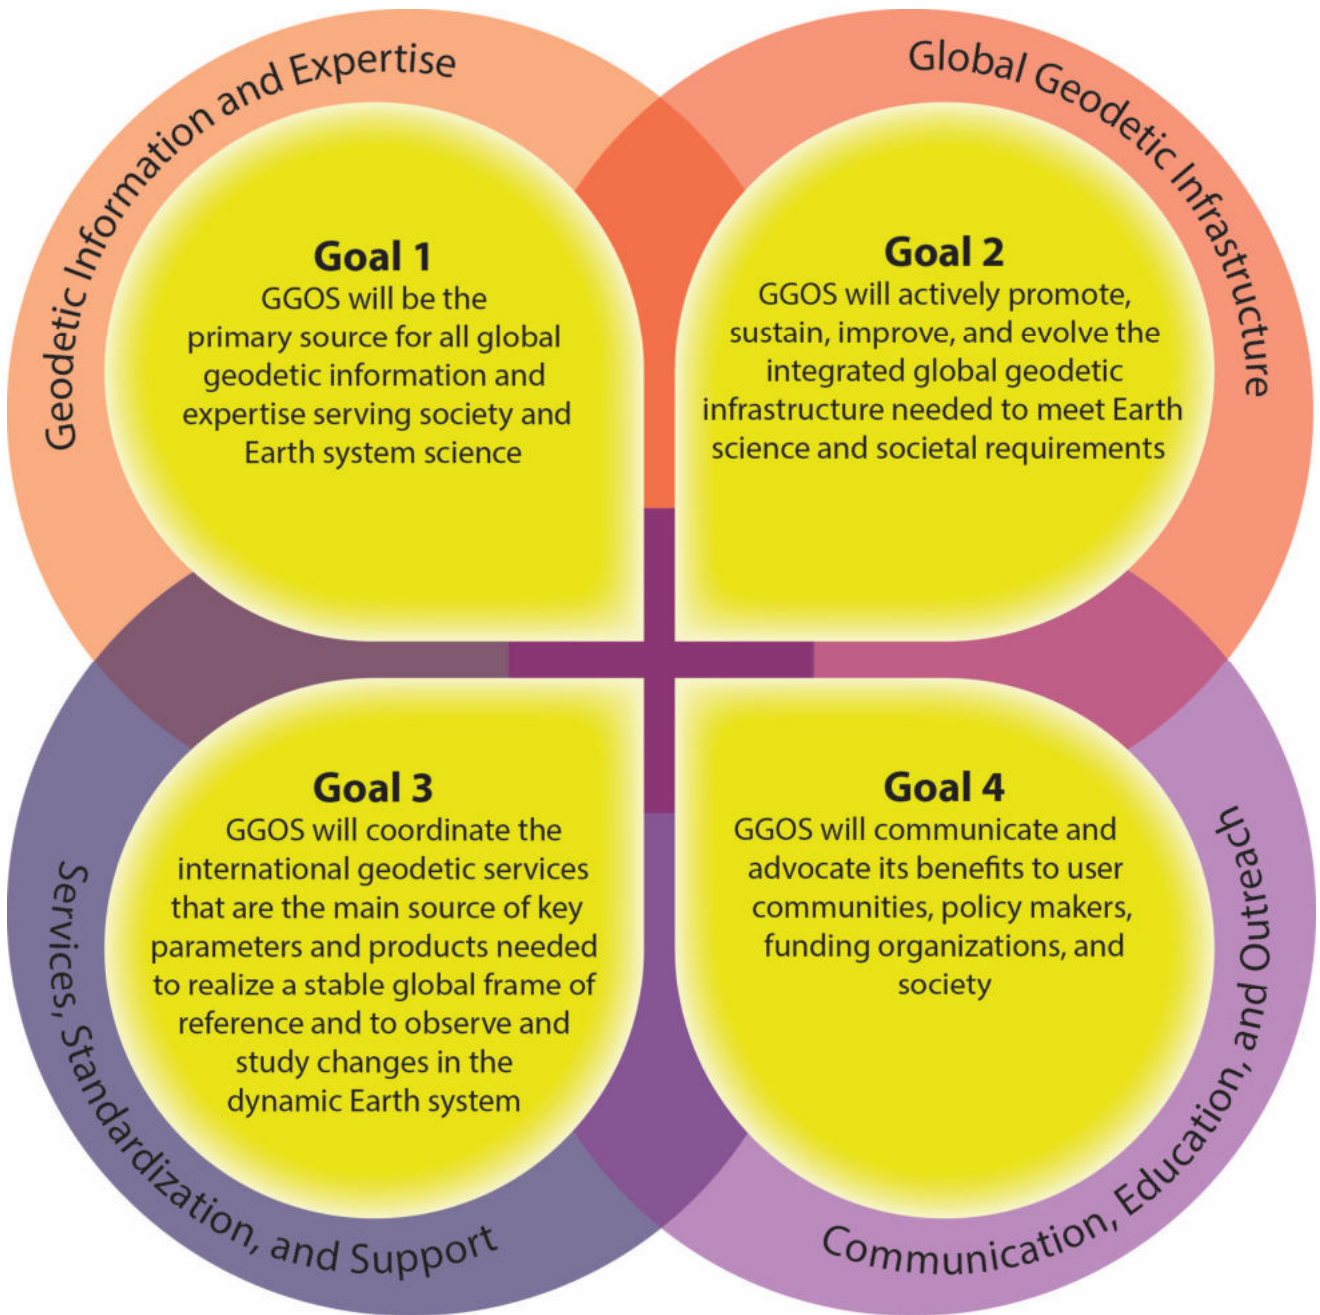 Geodetic Information and Expertise
Goal 1
GGOS will be the
primary source for all global
geodetic information and
expertise serving society and
Earth system science
Global Geodetic Infrastructure
Goal 2
GGOS will actively promote,
sustain, improve, and evolve the
integrated global geodetic
infrastructure needed to meet Earth
science and societal requirements
Services, Standardization, and Support
Goal 3
GGOS will coordinate the
international geodetic services
that are the main source of key
parameters and products needed
to realize a stable global frame of
reference and to observe and
study changes in the
dynamic Earth system
Communication, Education, and Outreach
Goal 4
GGOS will communicate and
advocate its benefits to user
communities, policy makers,
funding organizations, and
society